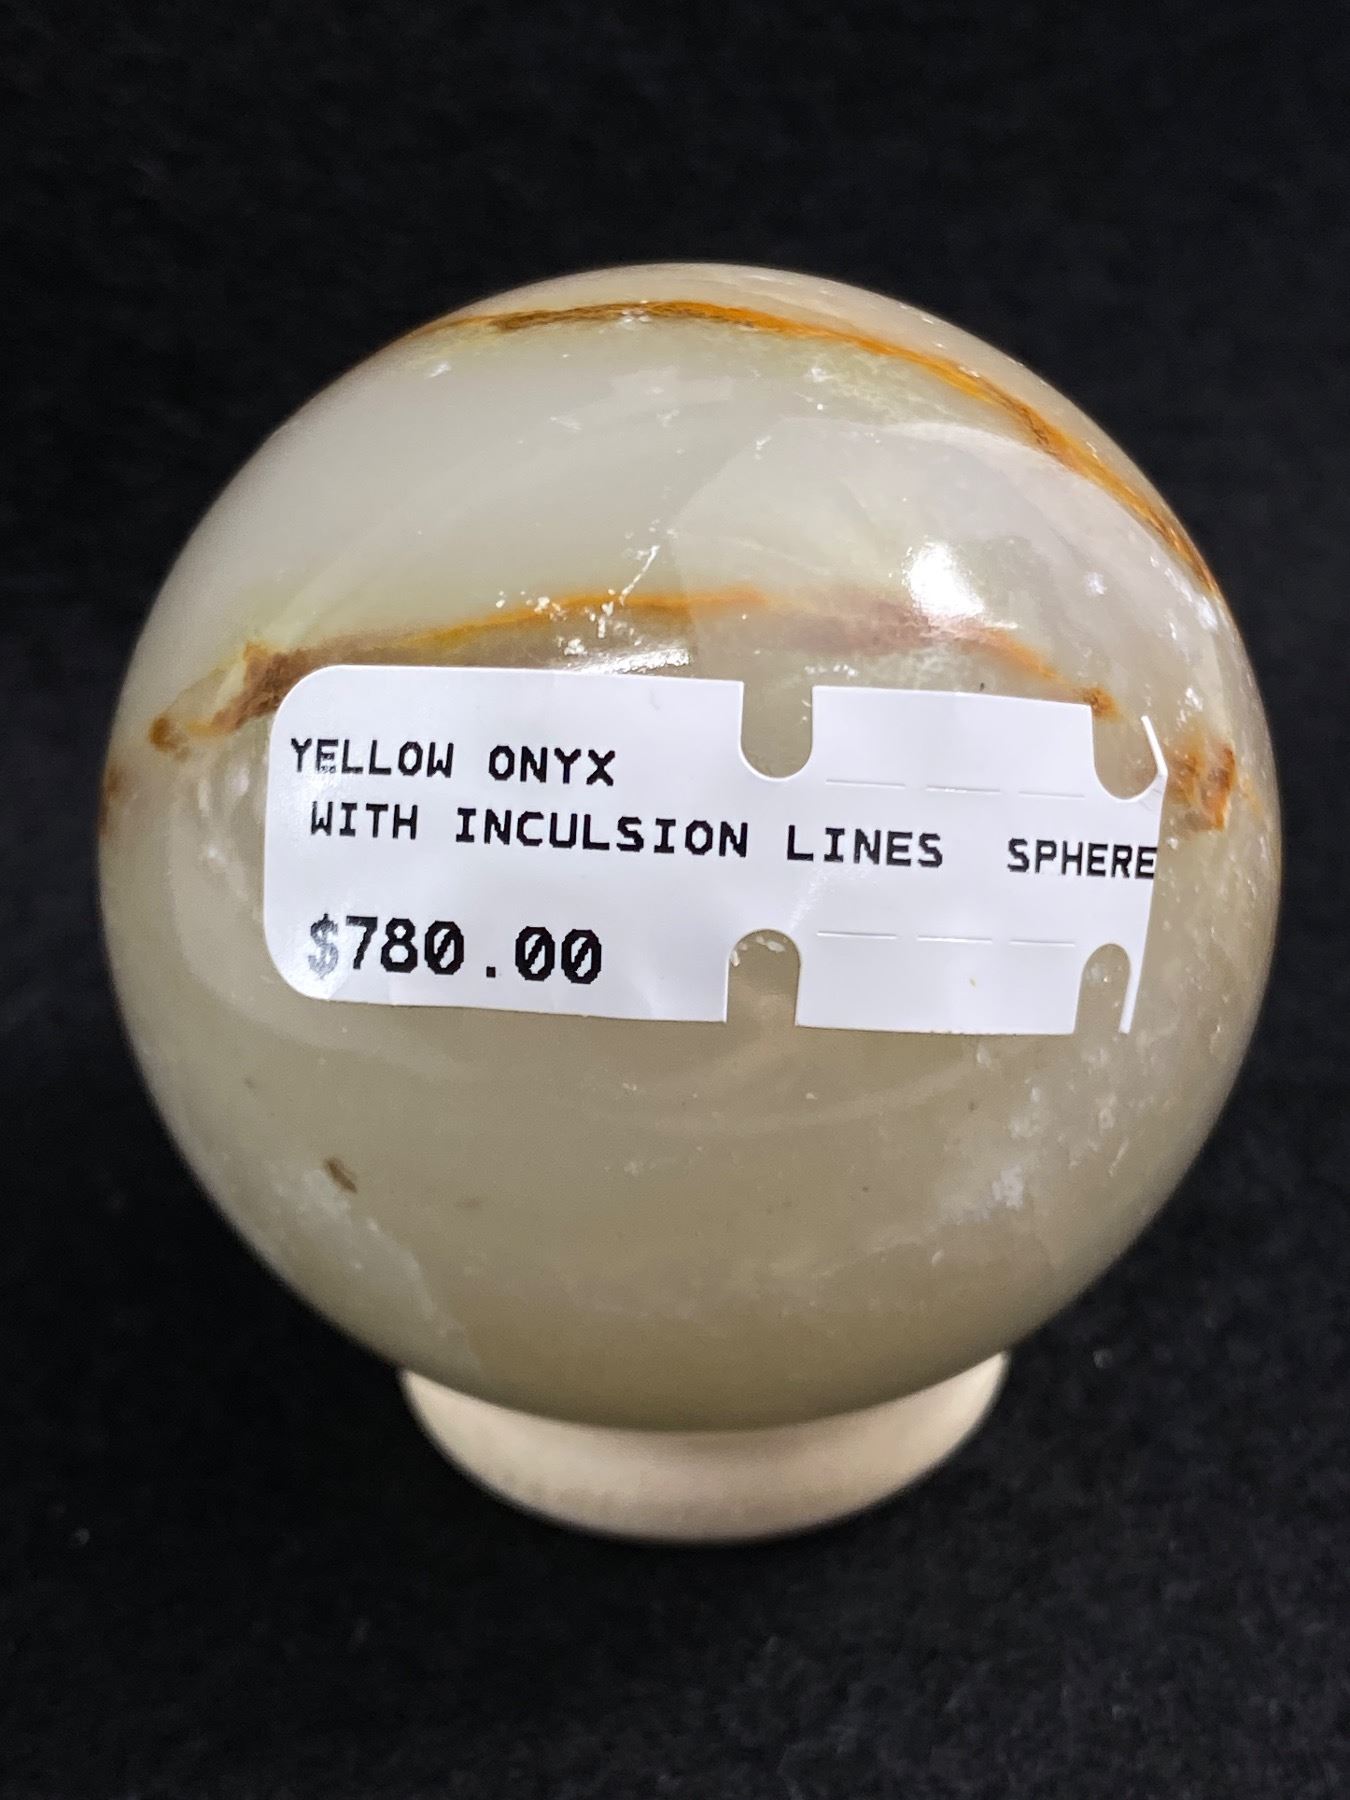 YELLOW ONYX
WITH INCULSION LINES SPHERE
$780.00